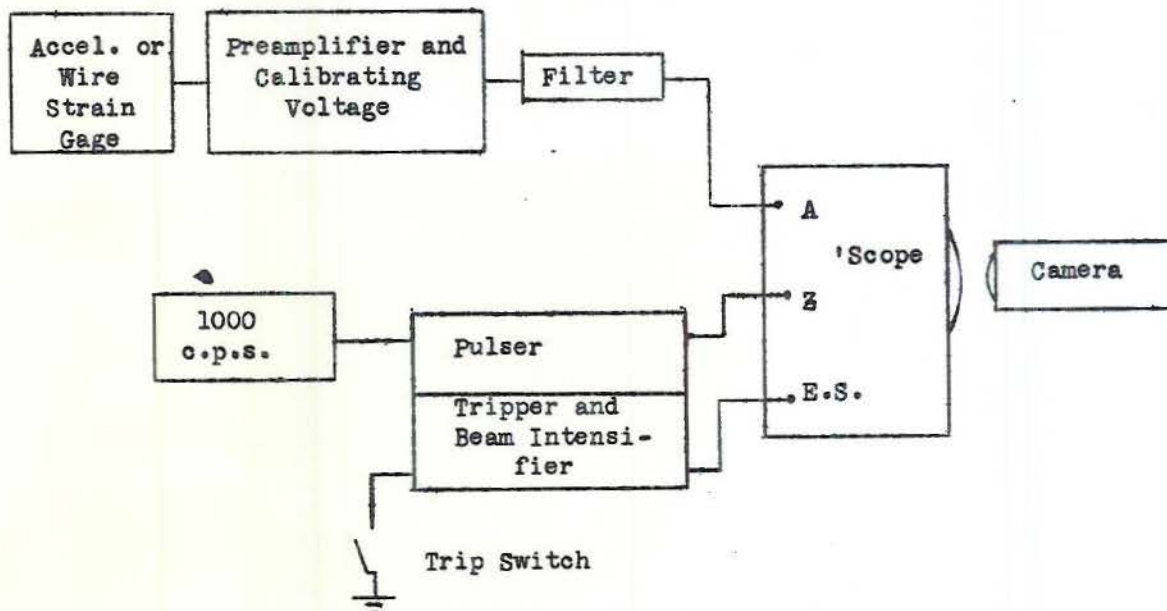 Accel. or
Wire
Strain
Gage
Preamplifier and
Calibrating
Voltage
Filter
A
'Scope
Z
E.S.
Camera
1000
c.p.s.
Pulser
Tripper and
Beam Intensi-
fier
Trip Switch